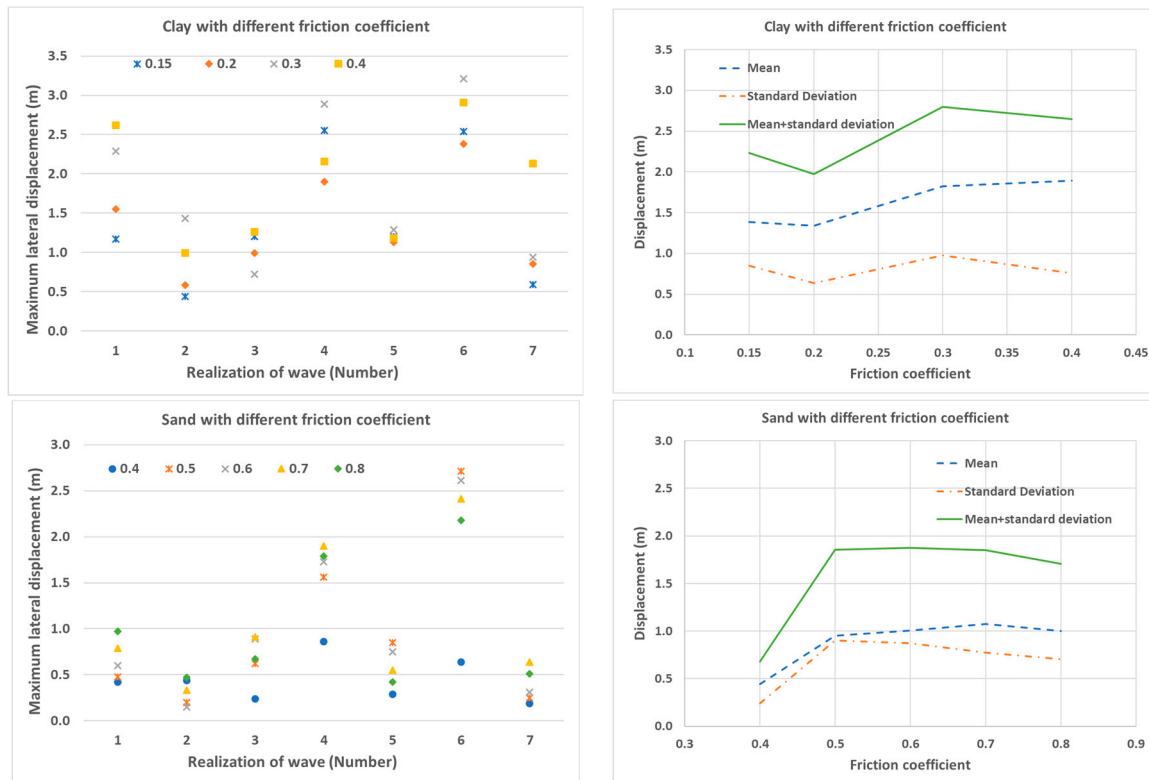 Clay with different friction coefficient
3.5
3.0
2.5
2.0
1.5
1.0
0.5
0.0
Maximum lateral displacement (m)
0.15 0.2 0.3 0.4
1 2 3 4 5 6 7
Realization of wave (Number)
Clay with different friction coefficient
3.5
3.0
2.5
2.0
1.5
1.0
0.5
0.0
Displacement (m)
Mean
Standard Deviation
Mean+standard deviation
0.1 0.15 0.2 0.25 0.3 0.35 0.4 0.45
Friction coefficient
Sand with different friction coefficient
3.0
2.5
2.0
1.5
1.0
0.5
0.0
Maximum lateral displacement (m)
0.4 0.5 0.6 0.7 0.8
1 2 3 4 5 6 7
Realization of wave (Number)
Sand with different friction coefficient
3.0
2.5
2.0
1.5
1.0
0.5
0.0
Displacement (m)
Mean
Standard Deviation
Mean+standard deviation
0.3 0.4 0.5 0.6 0.7 0.8 0.9
Friction coefficient